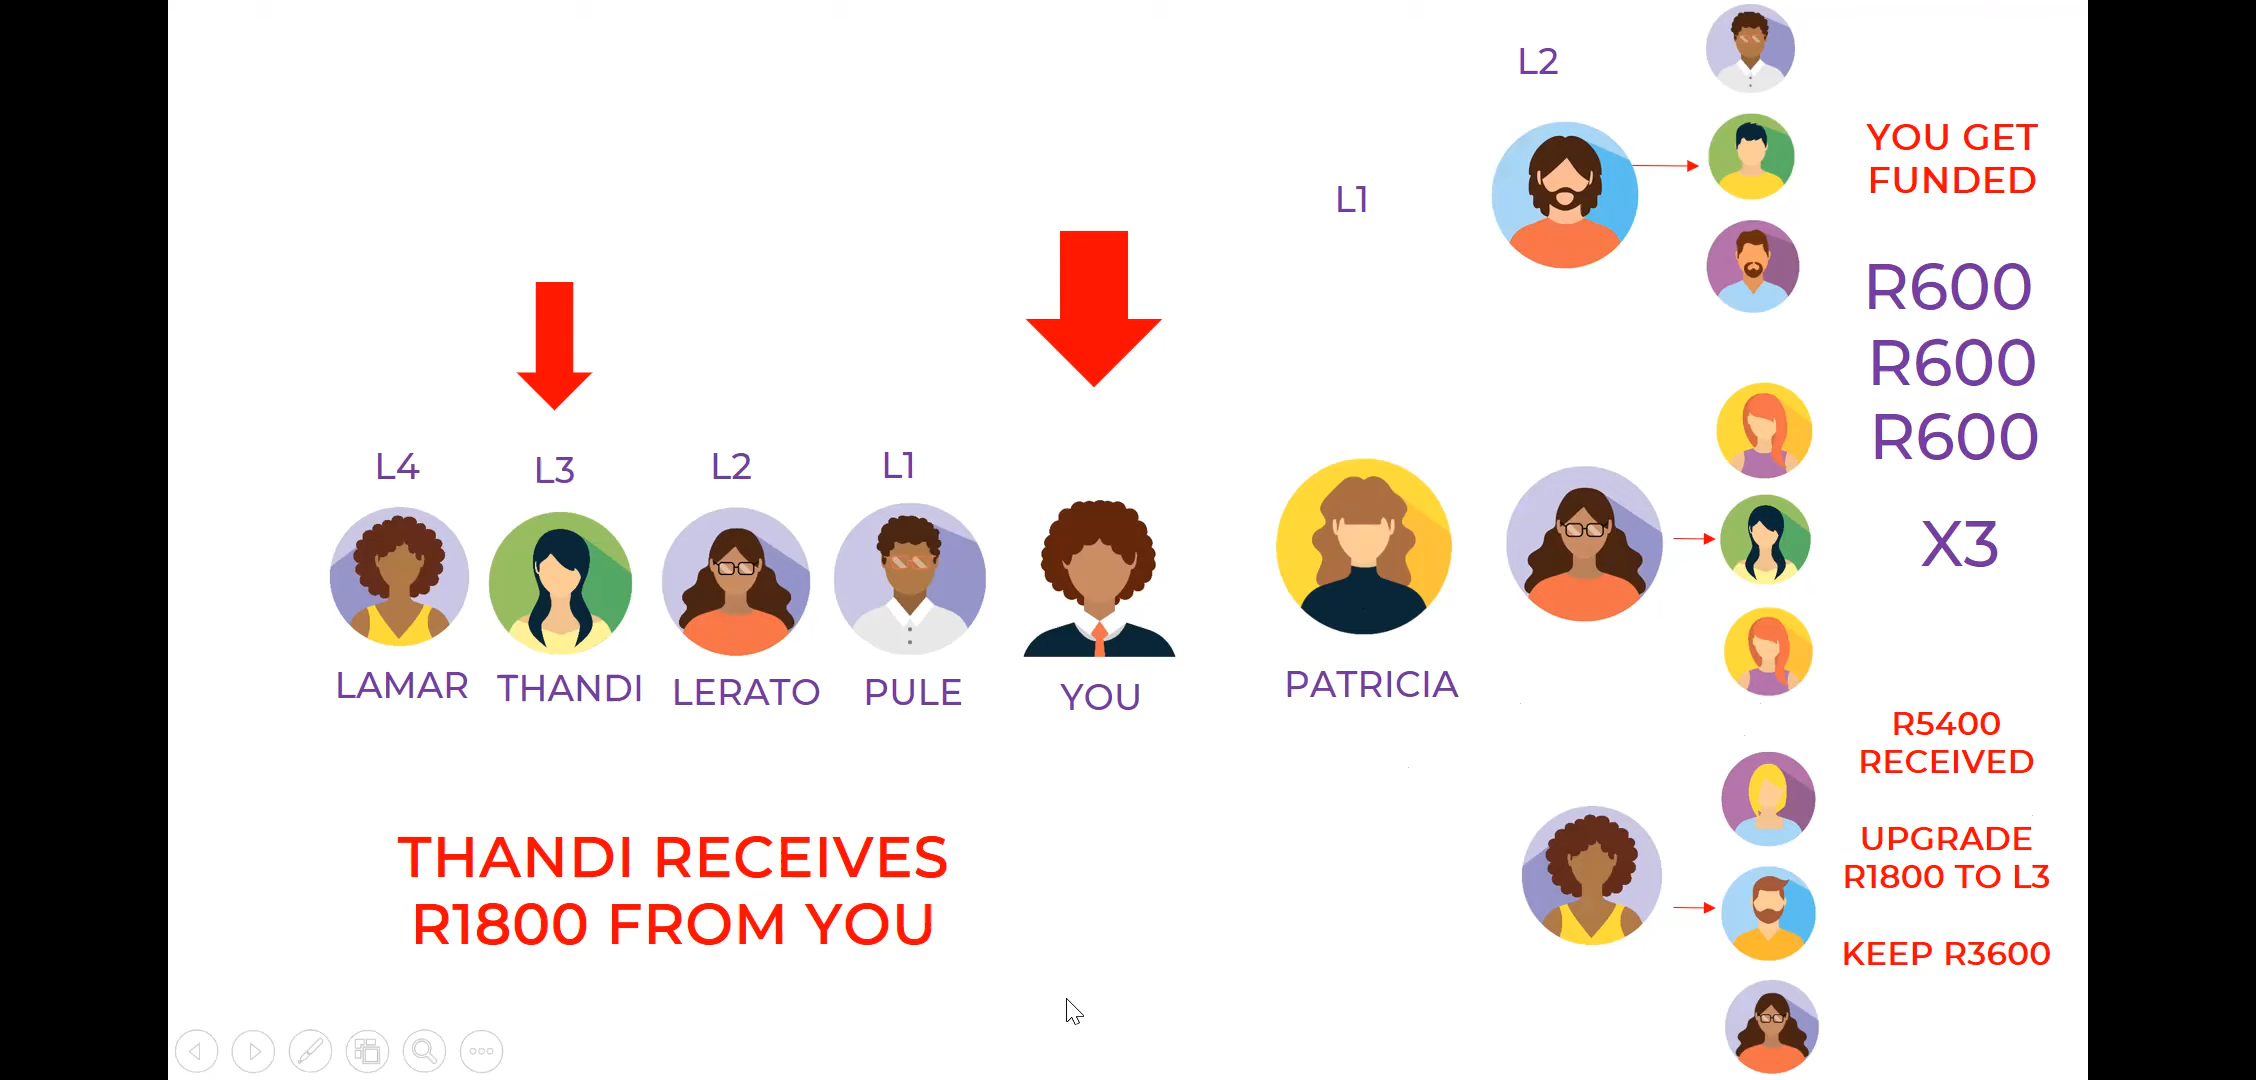 L2
L1
YOU GET
FUNDED
R600
R600
R600
X3
L4
L3
L2
L1
LAMAR
THANDI
LERATO
PULE
YOU
PATRICIA
R5400
RECEIVED
UPGRADE
R1800 TO L3
KEEP R3600
THANDI RECEIVES
R1800 FROM YOU